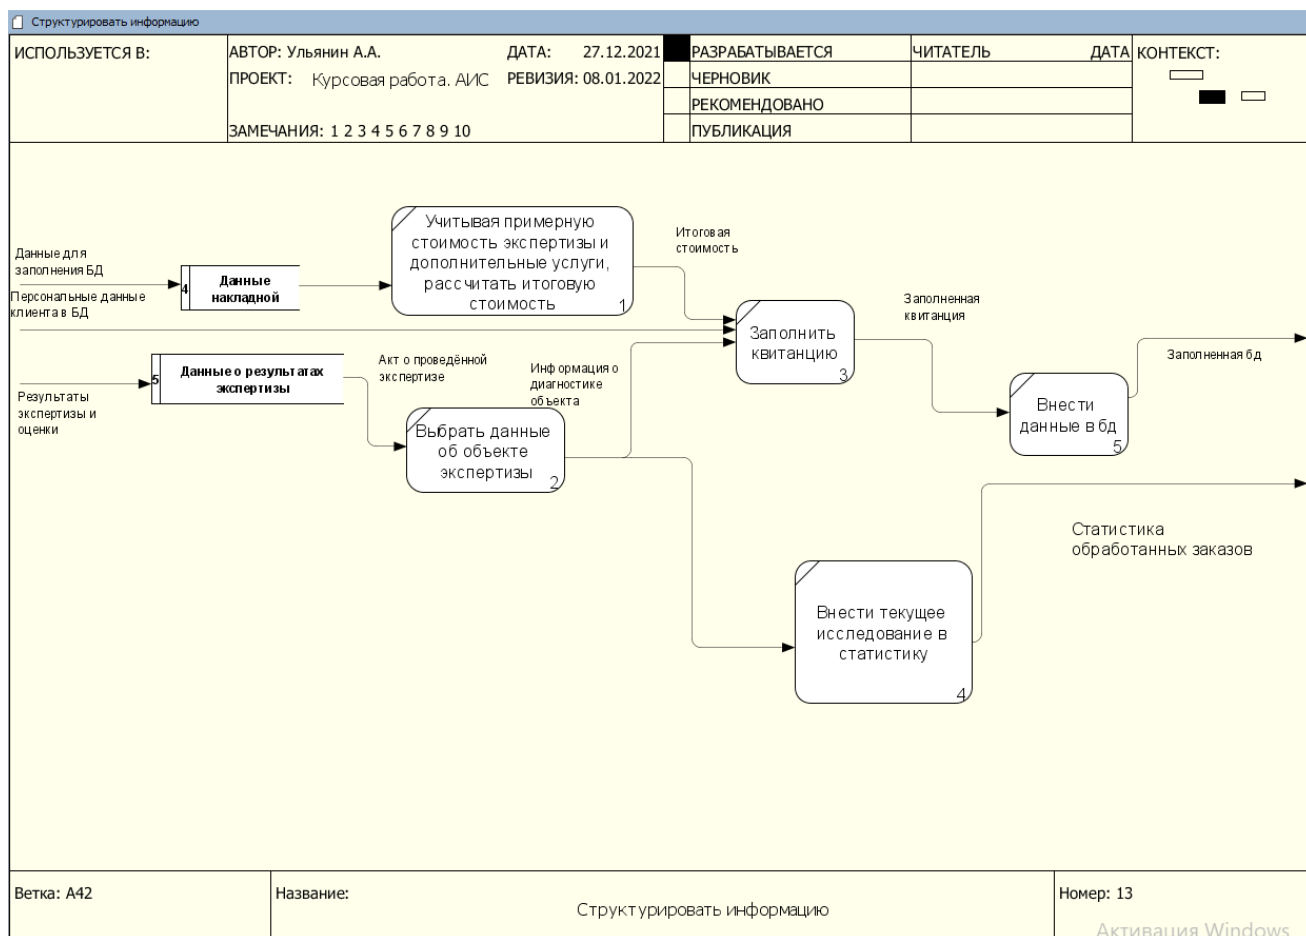 Структурировать информацию
ИСПОЛЬЗУЕТСЯ В:
АВТОР: Ульянин А.А.
ДАТА: 27.12.2021
ПРОЕКТ: Курсовая работа. АИС
РЕВИЗИЯ: 08.01.2022
ЗАМЕЧАНИЯ: 1 2 3 4 5 6 7 8 9 10
РАЗРАБАТЫВАЕТСЯ
ЧЕРНОВИК
РЕКОМЕНДОВАНО
ПУБЛИКАЦИЯ
ЧИТАТЕЛЬ
ДАТА
КОНТЕКСТ:
Данные для
заполнения БД
4
Данные
накладной
Учитывая примерную
стоимость экспертизы и
дополнительные услуги,
рассчитать итоговую
стоимость
1
Итоговая
стоимость
Персональные данные
клиента в БД
Заполнить
квитанцию
3
Заполненная
квитанция
Заполненная бд
Результаты
экспертизы и
оценки
5
Данные о результатах
экспертизы
Акт о проведённой
экспертизе
Информация о
диагностике
объекта
Выбрать данные
об объекте
экспертизы
2
Внести
данные в бд
5
Статистика
обработанных заказов
Внести текущее
исследование в
статистику
4
Ветка: A42
Название:
Структурировать информацию
Номер: 13
Активация Windows